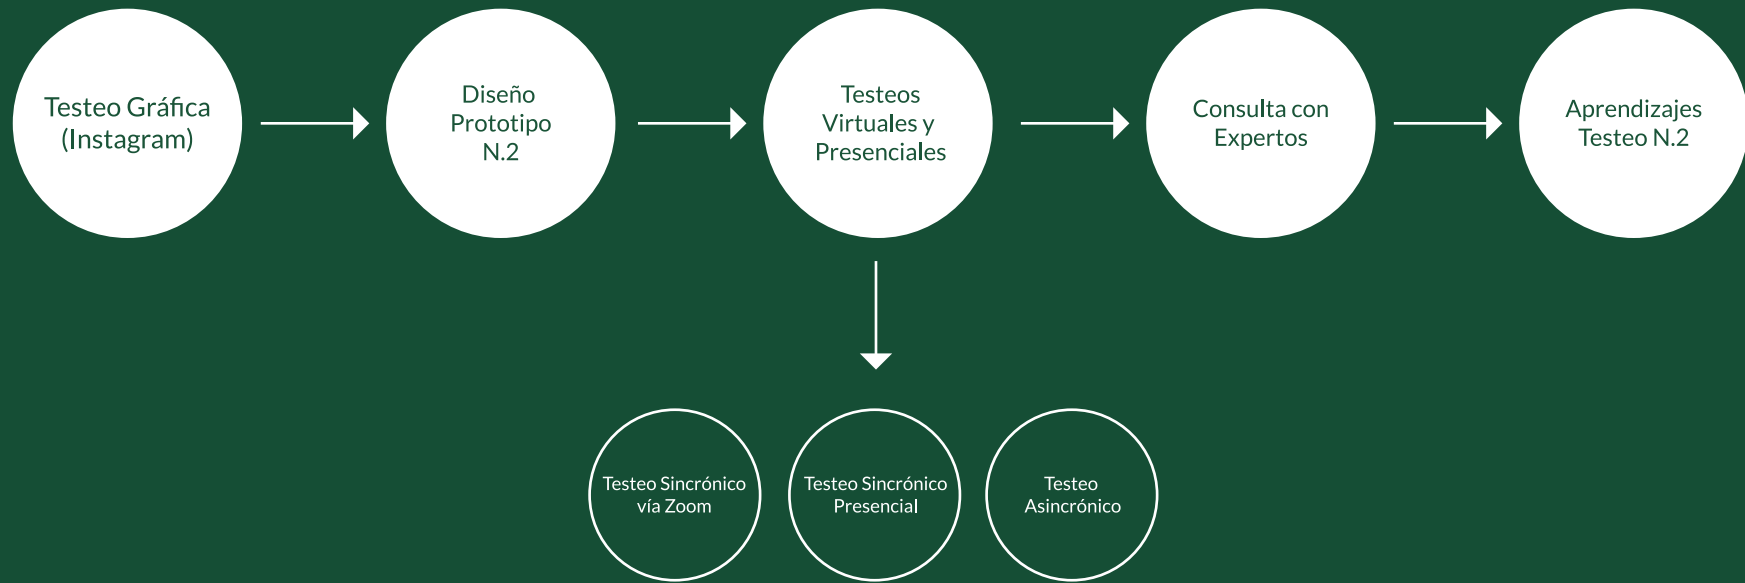 Testeo Gráfica
(Instagram)
Diseño
Prototipo
N.2
Testeos
Virtuales y
Presenciales
Consulta con
Expertos
Aprendizajes
Testeo N.2
Testeo Sincrónico
vía Zoom
Testeo Sincrónico
Presencial
Testeo
Asincrónico